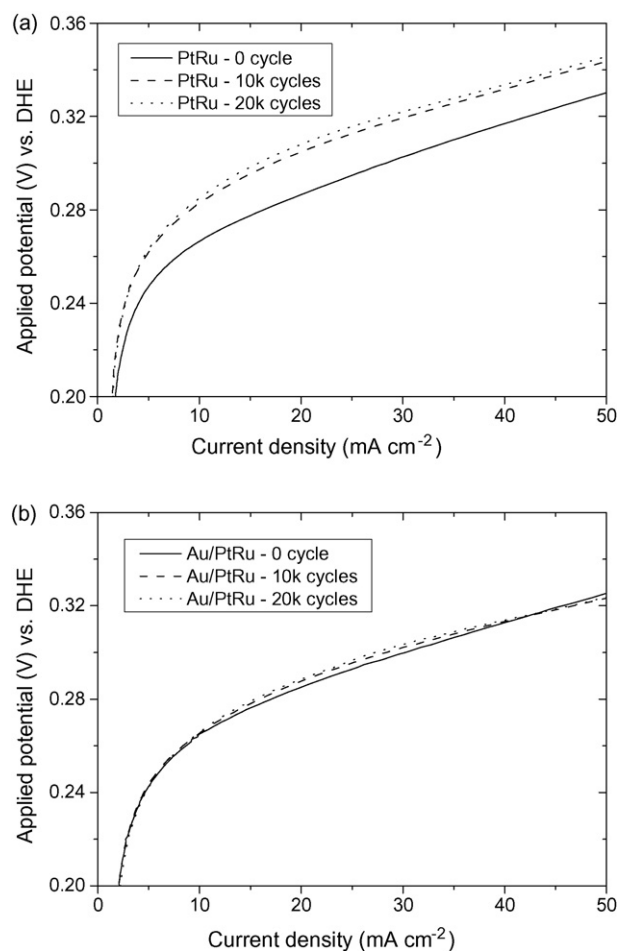 (a)
0.36
0.32
0.28
0.24
0.20
Applied potential (V) vs. DHE
PtRu - 0 cycle
PtRu - 10k cycles
PtRu - 20k cycles
0
10
20
30
40
50
Current density (mA cm⁻²)
(b)
0.36
0.32
0.28
0.24
0.20
Applied potential (V) vs. DHE
Au/PtRu - 0 cycle
Au/PtRu - 10k cycles
Au/PtRu - 20k cycles
0
10
20
30
40
50
Current density (mA cm⁻²)